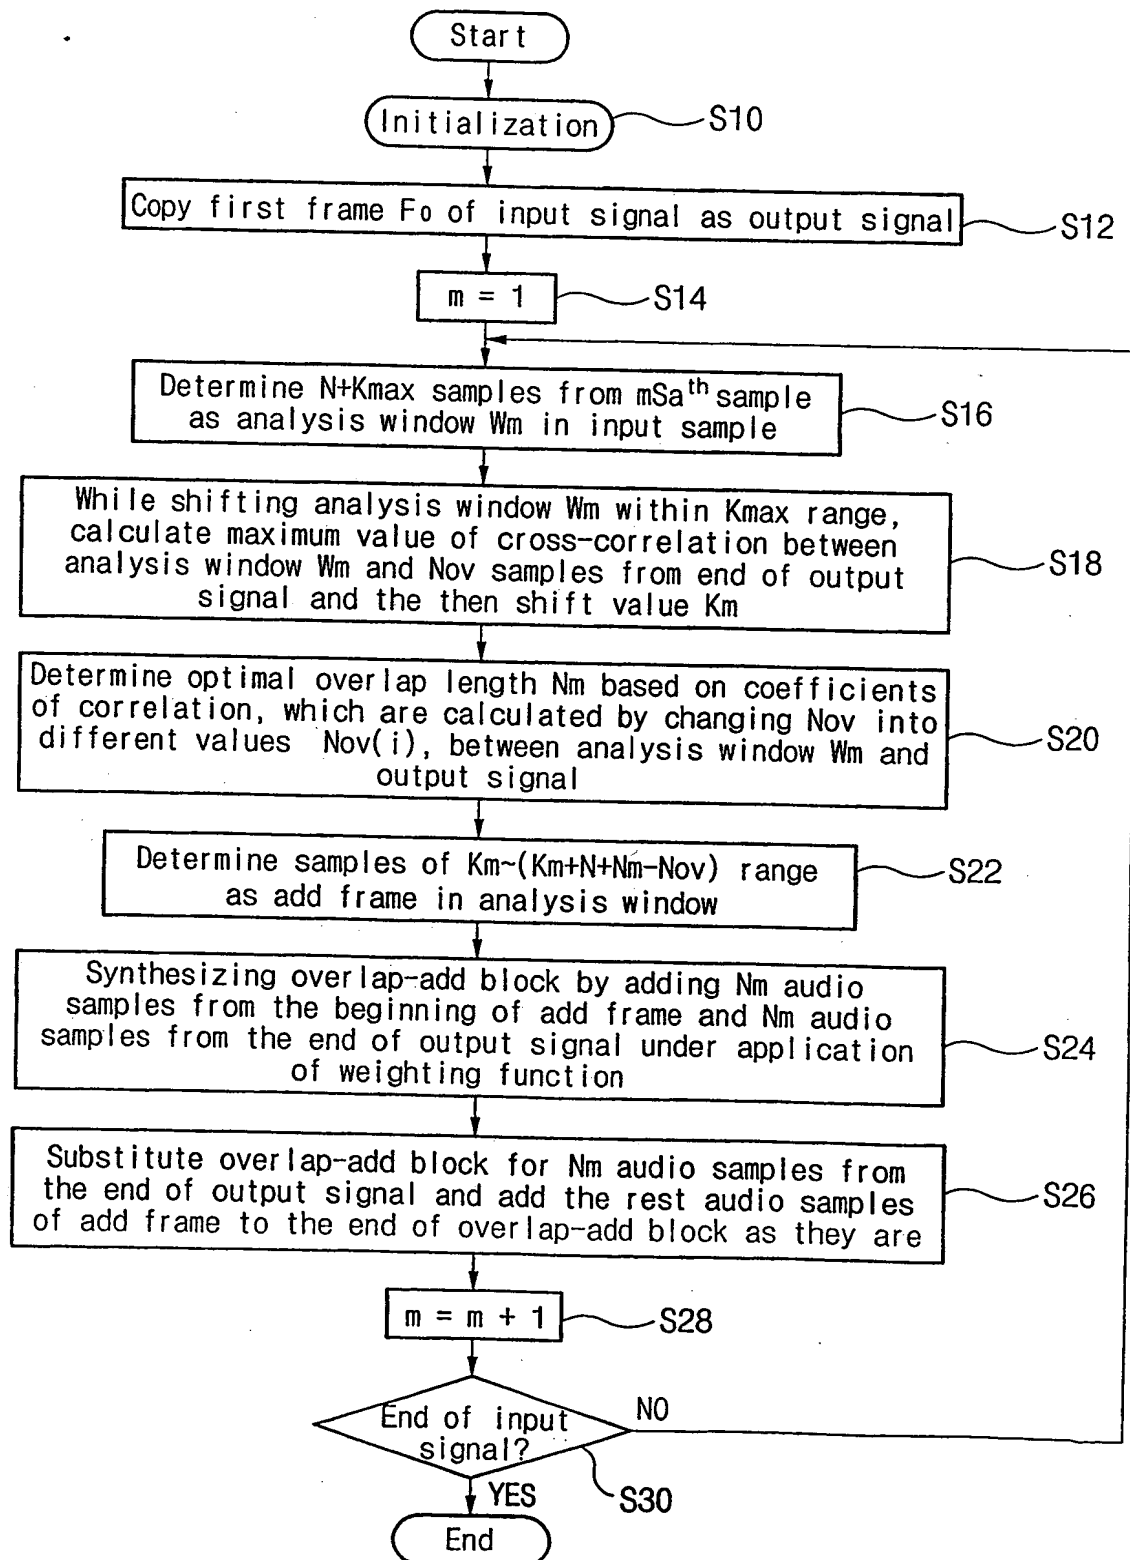 Start
Initialization
S10
Copy first frame F0 of input signal as output signal
S12
m = 1
S14
Determine N+Kmax samples from mSath sample
as analysis window Wm in input sample
S16
While shifting analysis window Wm within Kmax range,
calculate maximum value of cross-correlation between
analysis window Wm and Nov samples from end of output
signal and the then shift value Km
S18
Determine optimal overlap length Nm based on coefficients
of correlation, which are calculated by changing Nov into
different values Nov(i), between analysis window Wm and
output signal
S20
Determine samples of Km~(Km+N+Nm-Nov) range
as add frame in analysis window
S22
Synthesizing overlap-add block by adding Nm audio
samples from the beginning of add frame and Nm audio
samples from the end of output signal under application
of weighting function
S24
Substitute overlap-add block for Nm audio samples from
the end of output signal and add the rest audio samples
of add frame to the end of overlap-add block as they are
S26
m = m + 1
S28
End of input
signal?
NO
S30
YES
End